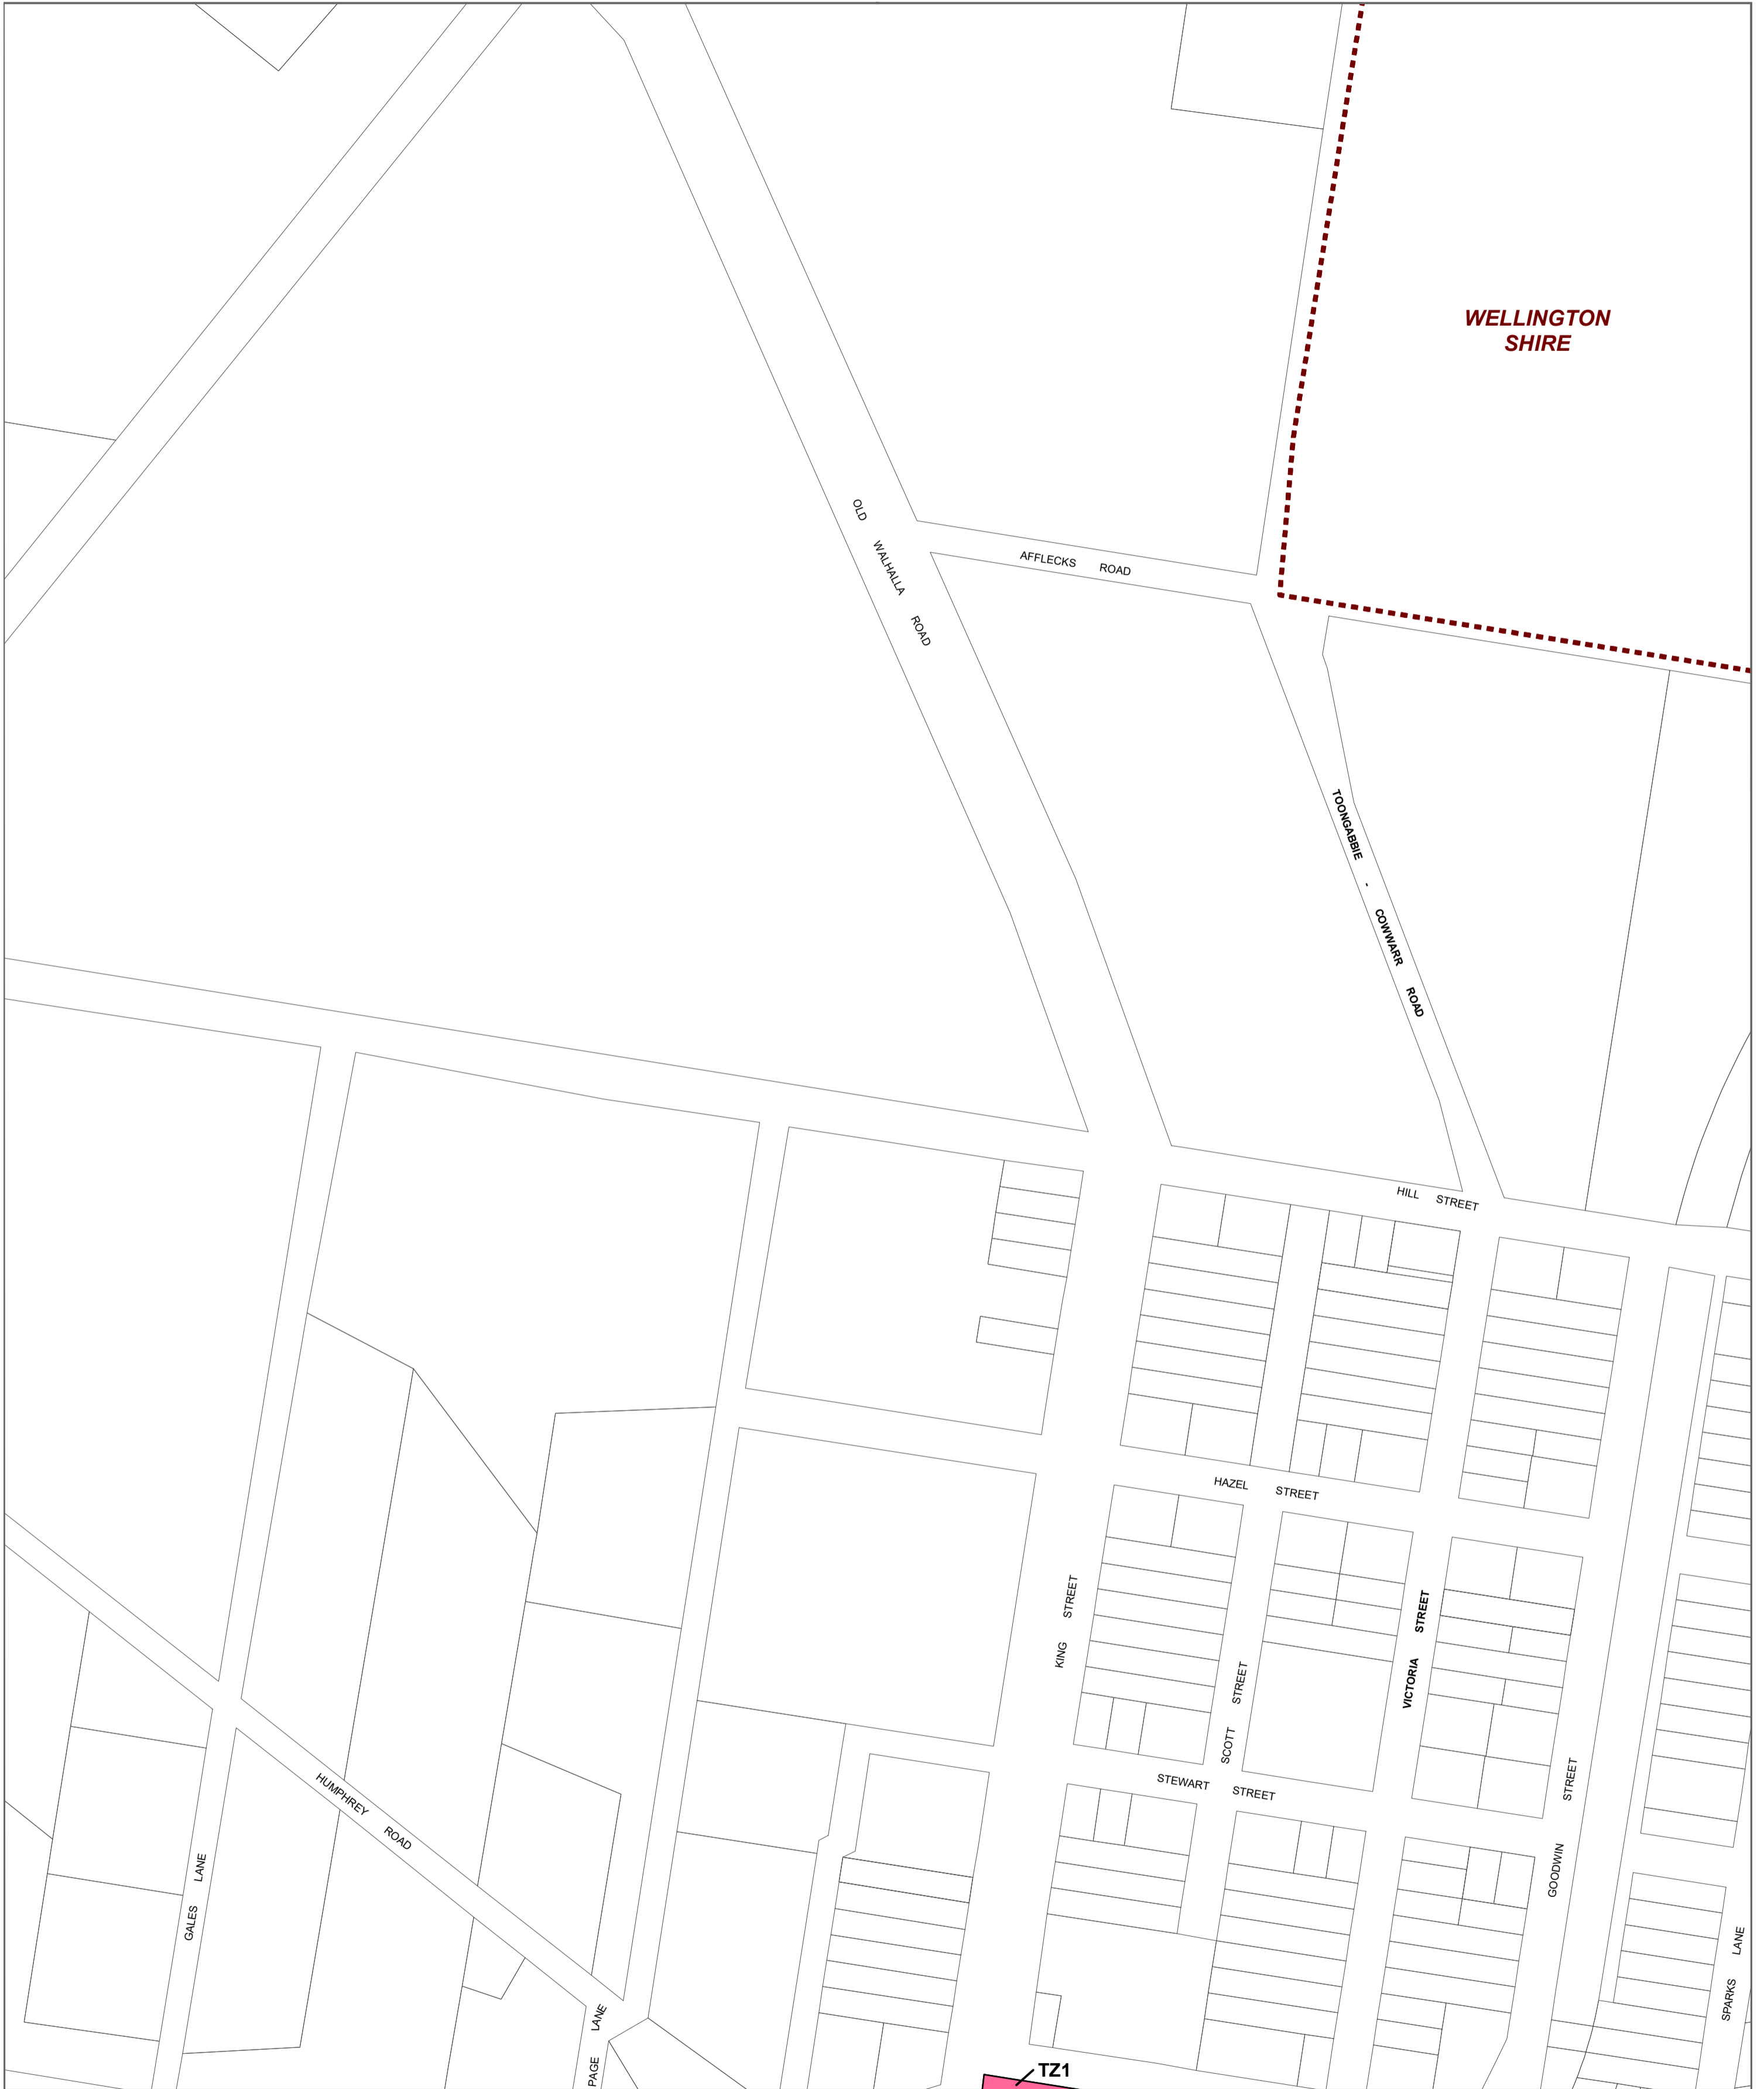 WELLINGTON
SHIRE
OLD WALHALLA ROAD
AFFLECKS ROAD
TOONGABBIE - COWWARR ROAD
HILL STREET
HAZEL STREET
KING STREET
SCOTT STREET
VICTORIA STREET
STEWART STREET
GOODWIN STREET
HUMPHREY ROAD
GALES LANE
PAGE LANE
SPARKS LANE
TZ1